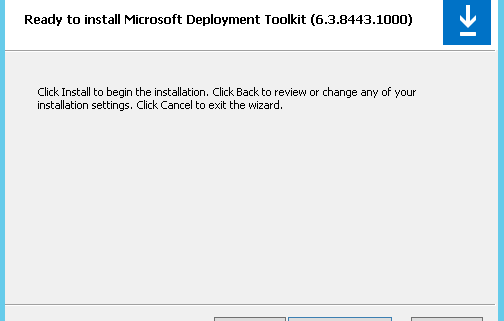 Ready to install Microsoft Deployment Toolkit (6.3.8443.1000)
Click Install to begin the installation. Click Back to review or change any of your
installation settings. Click Cancel to exit the wizard.